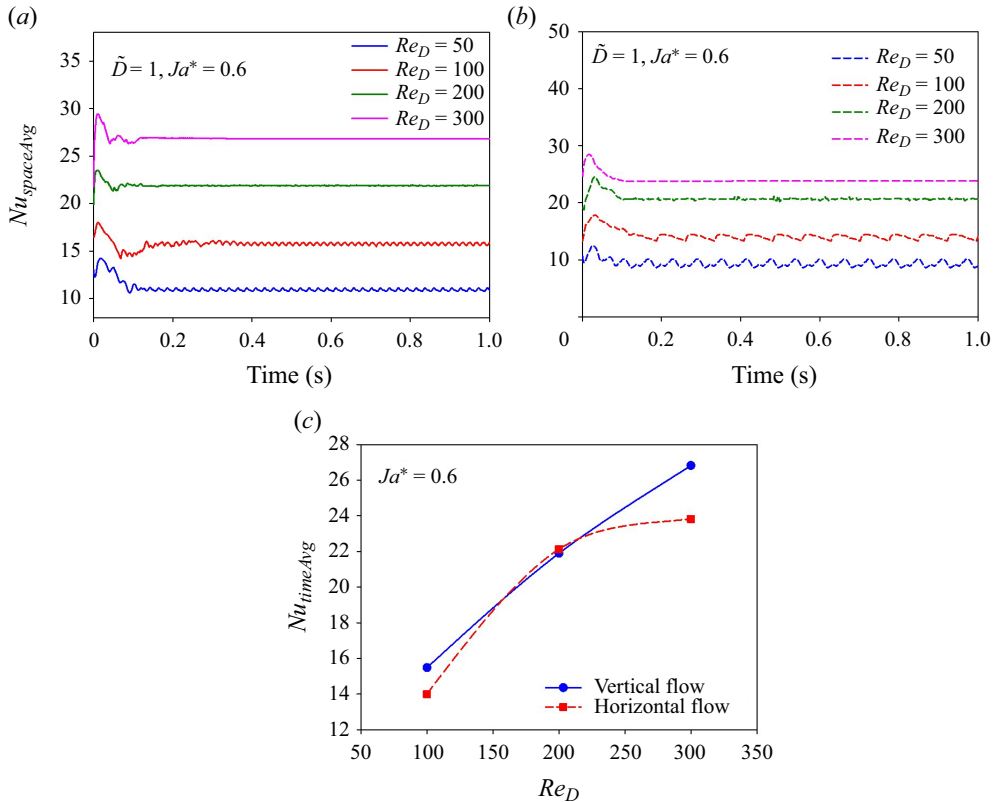 (a)
35
30
25
20
15
10
Nu_spaceAvg
D̃ = 1, Ja* = 0.6
Re_D = 50
Re_D = 100
Re_D = 200
Re_D = 300
0 0.2 0.4 0.6 0.8 1.0
Time (s)
(b)
50
40
30
20
10
D̃ = 1, Ja* = 0.6
Re_D = 50
Re_D = 100
Re_D = 200
Re_D = 300
0 0.2 0.4 0.6 0.8 1.0
Time (s)
(c)
28
26
24
22
20
18
16
14
12
Nu_timeAvg
Ja* = 0.6
Vertical flow
Horizontal flow
50 100 150 200 250 300 350
Re_D